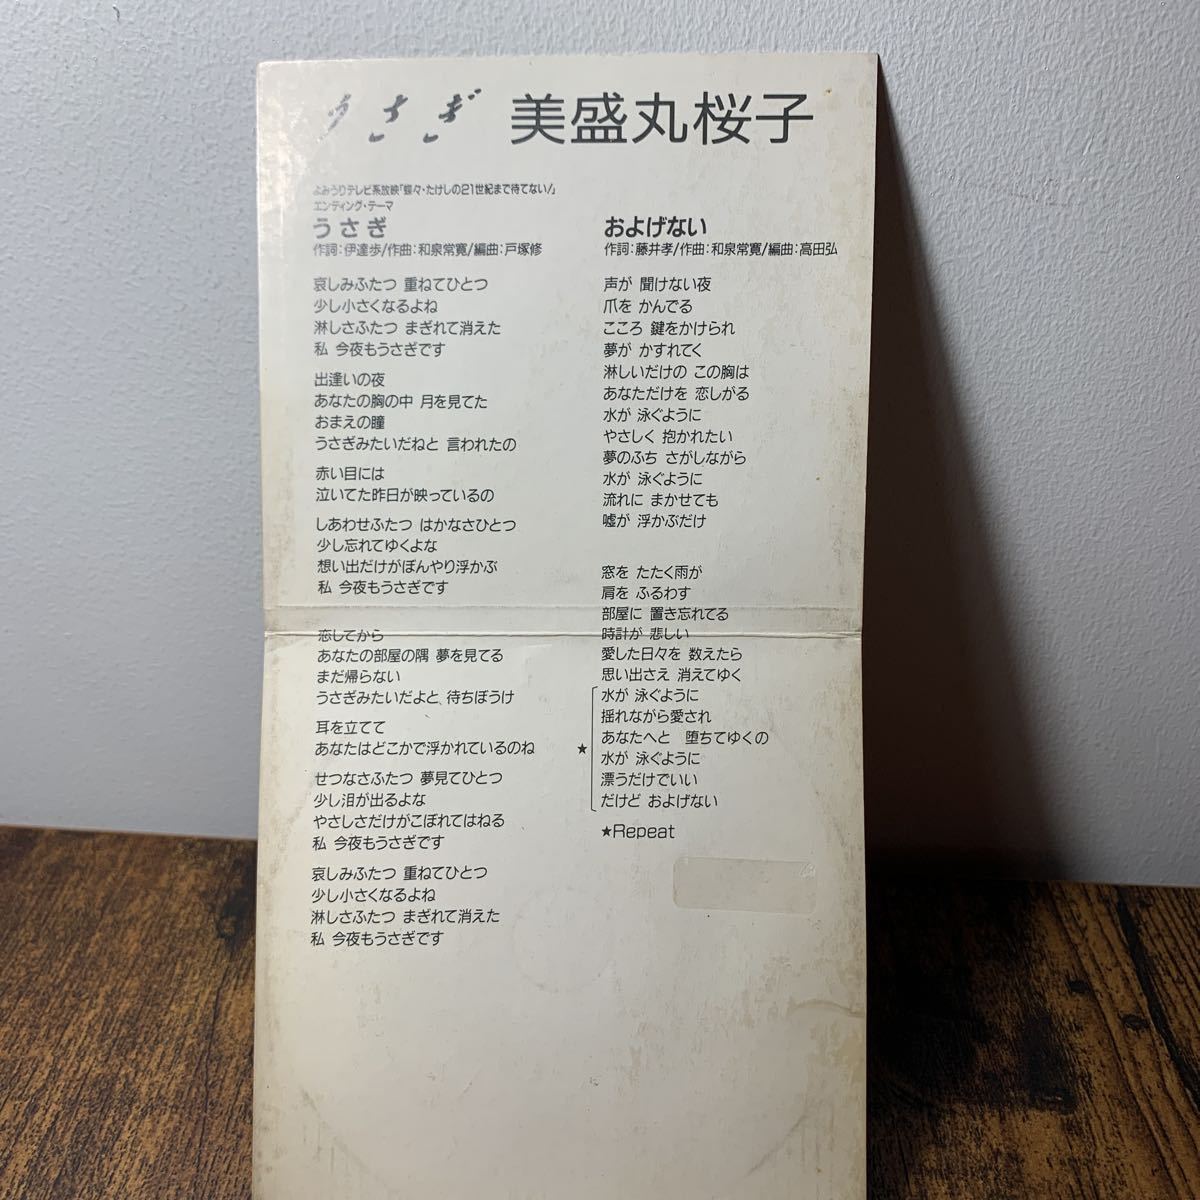 うさぎ 美盛丸桜子
よみうりテレビ系放映「蝶々・たけしの21世紀まで待てない!」
エンディング・テーマ
うさぎ
作詞:伊達歩/作曲:和泉常寛/編曲:戸塚修
哀しみふたつ 重ねてひとつ
少し小さくなるよね
淋しさふたつ まぎれて消えた
私 今夜もうさぎです
出逢いの夜
あなたの胸の中 月を見てた
おまえの瞳
うさぎみたいだねと 言われたの
赤い目には
泣いてた昨日が映っているの
しあわせふたつ はかなさひとつ
少し忘れてゆくよな
想い出だけがぼんやり浮かぶ
私 今夜もうさぎです
恋してから
あなたの部屋の隅 夢を見てる
まだ帰らない
うさぎみたいだよと 待ちぼうけ
耳を立てて
あなたはどこかで浮かれているのね
せつなさふたつ 夢見てひとつ
少し泪が出るよな
やさしさだけがこぼれてはねる
私 今夜もうさぎです
哀しみふたつ 重ねてひとつ
少し小さくなるよね
淋しさふたつ まぎれて消えた
私 今夜もうさぎです
およげない
作詞:藤井孝/作曲:和泉常寛/編曲:高田弘
声が 聞けない夜
爪を かんでる
こころ 鍵をかけられ
夢が かすれてく
淋しいだけの この胸は
あなただけを 恋しがる
水が 泳ぐように
やさしく 抱かれたい
夢のふち さがしながら
水が 泳ぐように
流れに まかせても
嘘が 浮かぶだけ
窓を たたく雨が
肩を ふるわす
部屋に 置き忘れてる
時計が 悲しい
愛した日々を 数えたら
思い出さえ 消えてゆく
水が 泳ぐように
揺れながら愛され
あなたへと 堕ちてゆくの
★ 水が 泳ぐように
漂うだけでいい
だけど およげない
★Repeat